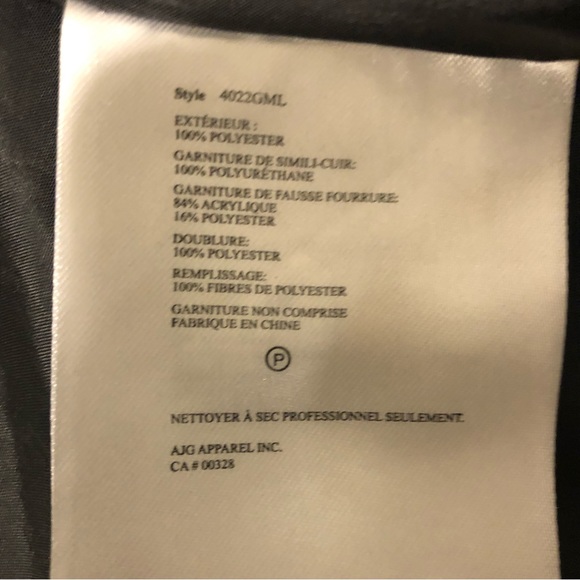 Style 4022GML
EXTÉRIEUR :
100% POLYESTER
GARNITURE DE SIMILI-CUIR:
100% POLYURÉTHANE
GARNITURE DE FAUSSE FOURRURE:
84% ACRYLIQUE
16% POLYESTER
DOUBLURE:
100% POLYESTER
REMPLISSAGE:
100% FIBRES DE POLYESTER
GARNITURE NON COMPRISE
FABRIQUE EN CHINE
P
NETTOYER À SEC PROFESSIONNEL SEULEMENT.
AJG APPAREL INC.
CA # 00328